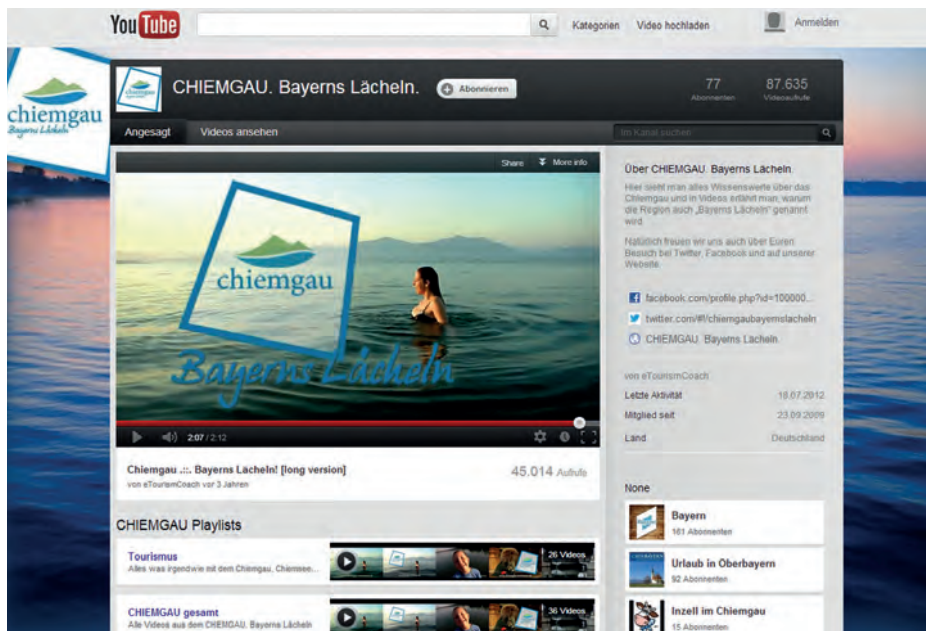 YouTube
Kategorien Video hochladen Anmelden
chiemgau
Bayerns Lächeln
CHIEMGAU. Bayerns Lächeln. Abonnieren
77 87.635
Abonnenten Videoaufrufe
Angesagt Videos ansehen Im Kanal suchen
Share More info
chiemgau
Bayerns Lächeln
2:07 / 2:12
Chiemgau .::. Bayerns Lächeln! [long version]
von eTourismCoach vor 3 Jahren
45.014 Aufrufe
CHIEMGAU Playlists
Tourismus
Alles was irgendwie mit dem Chiemgau, Chiemsee...
26 Videos
CHIEMGAU gesamt
Alle Videos aus dem CHIEMGAU. Bayerns Lächeln
36 Videos
Über CHIEMGAU. Bayerns Lächeln.
Hier sieht man alles Wissenswerte über das
Chiemgau und in Videos erfährt man, warum
die Region auch „Bayerns Lächeln" genannt
wird.
Natürlich freuen wir uns auch über Euren
Besuch bei Twitter, Facebook und auf unserer
Website.
facebook.com/profile.php?id=100000...
twitter.com/#!/chiemgaubayernslacheln
CHIEMGAU. Bayerns Lächeln.
von eTourismCoach
Letzte Aktivität 18.07.2012
Mitglied seit 23.09.2009
Land Deutschland
None
Bayern
161 Abonnenten
Urlaub in Oberbayern
92 Abonnenten
Inzell im Chiemgau
15 Abonnenten